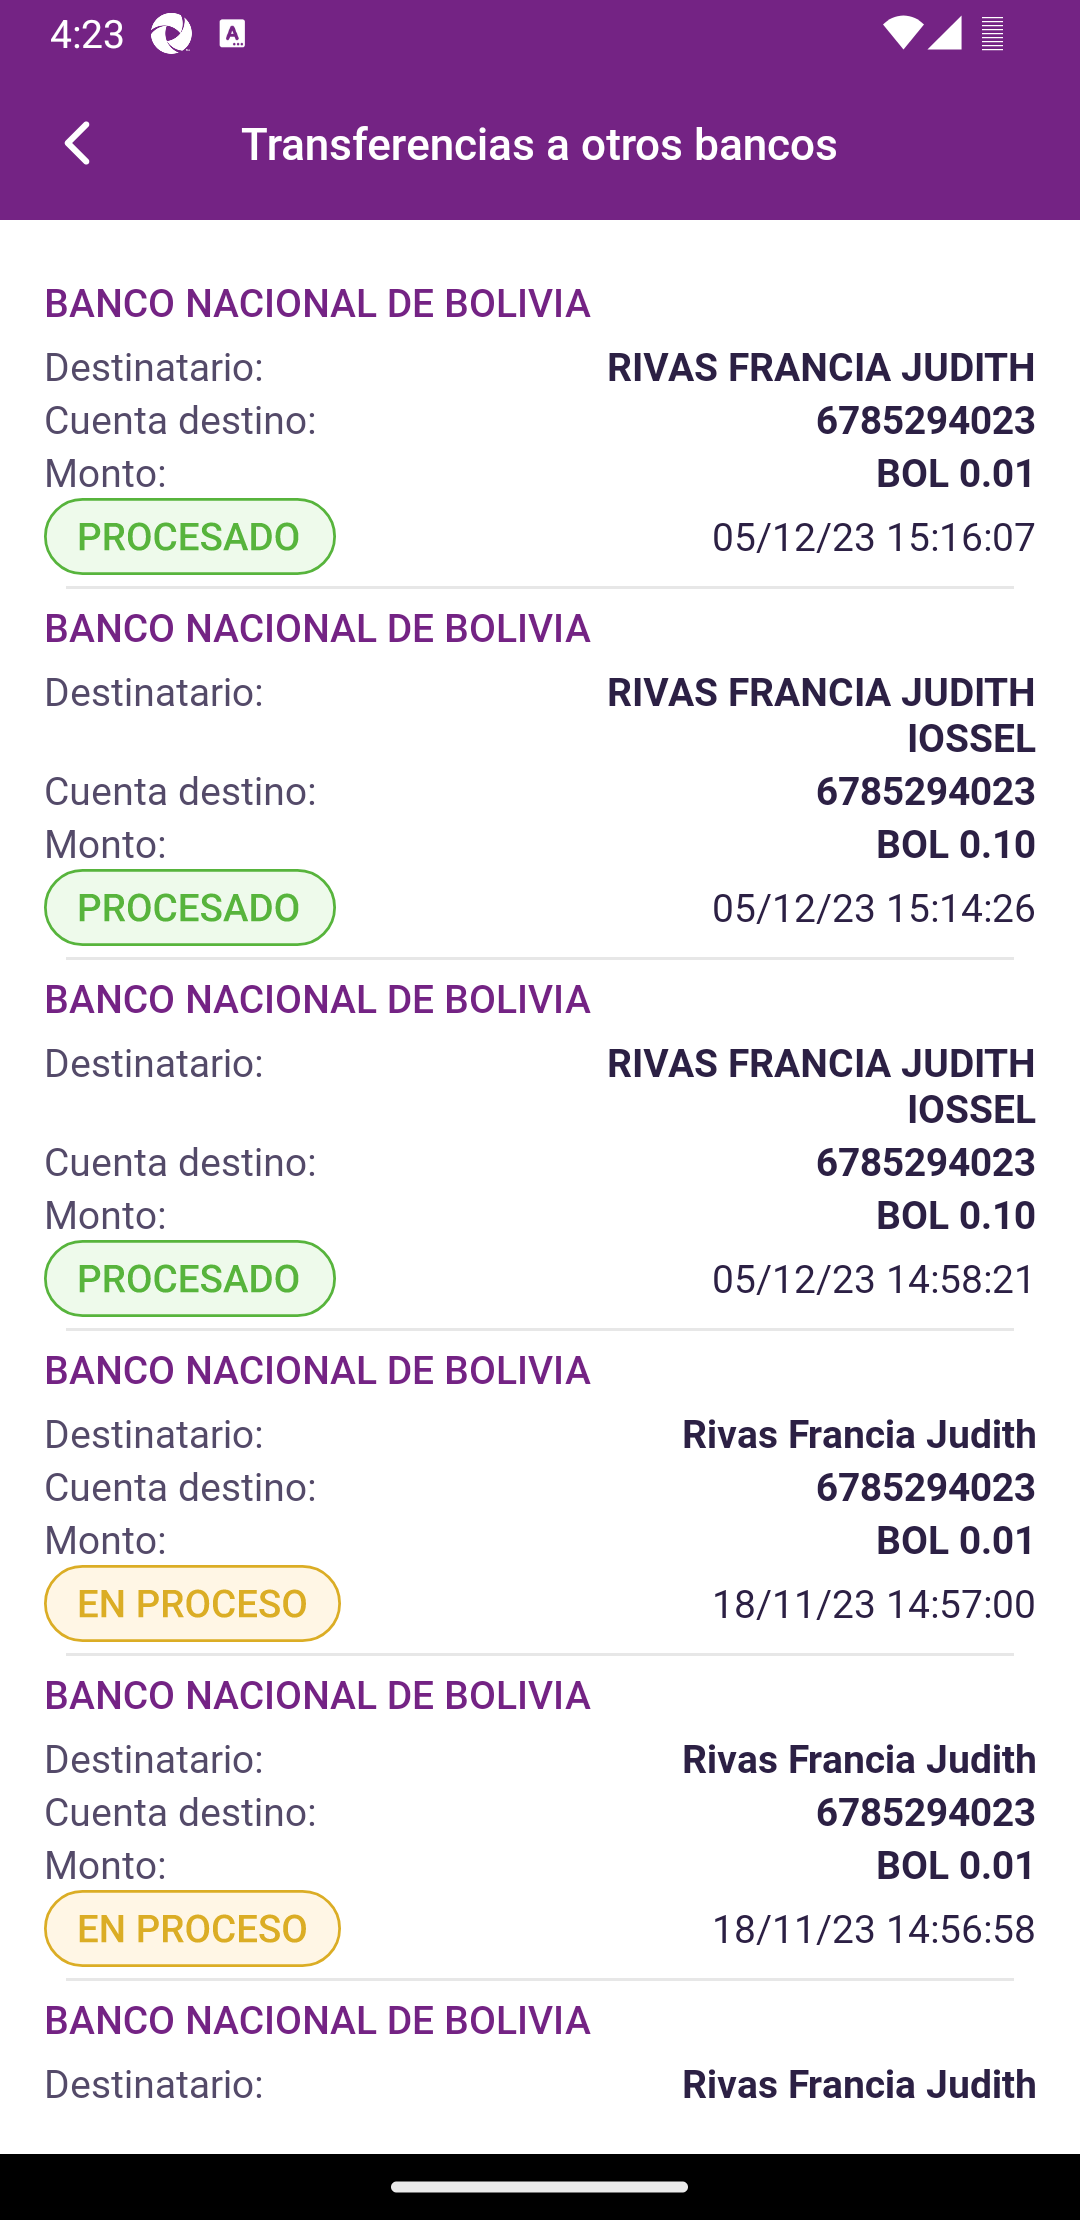 4:23
Transferencias a otros bancos
BANCO NACIONAL DE BOLIVIA
Destinatario: RIVAS FRANCIA JUDITH
Cuenta destino: 6785294023
Monto: BOL 0.01
PROCESADO 05/12/23 15:16:07
BANCO NACIONAL DE BOLIVIA
Destinatario: RIVAS FRANCIA JUDITH
IOSSEL
Cuenta destino: 6785294023
Monto: BOL 0.10
PROCESADO 05/12/23 15:14:26
BANCO NACIONAL DE BOLIVIA
Destinatario: RIVAS FRANCIA JUDITH
IOSSEL
Cuenta destino: 6785294023
Monto: BOL 0.10
PROCESADO 05/12/23 14:58:21
BANCO NACIONAL DE BOLIVIA
Destinatario: Rivas Francia Judith
Cuenta destino: 6785294023
Monto: BOL 0.01
EN PROCESO 18/11/23 14:57:00
BANCO NACIONAL DE BOLIVIA
Destinatario: Rivas Francia Judith
Cuenta destino: 6785294023
Monto: BOL 0.01
EN PROCESO 18/11/23 14:56:58
BANCO NACIONAL DE BOLIVIA
Destinatario: Rivas Francia Judith